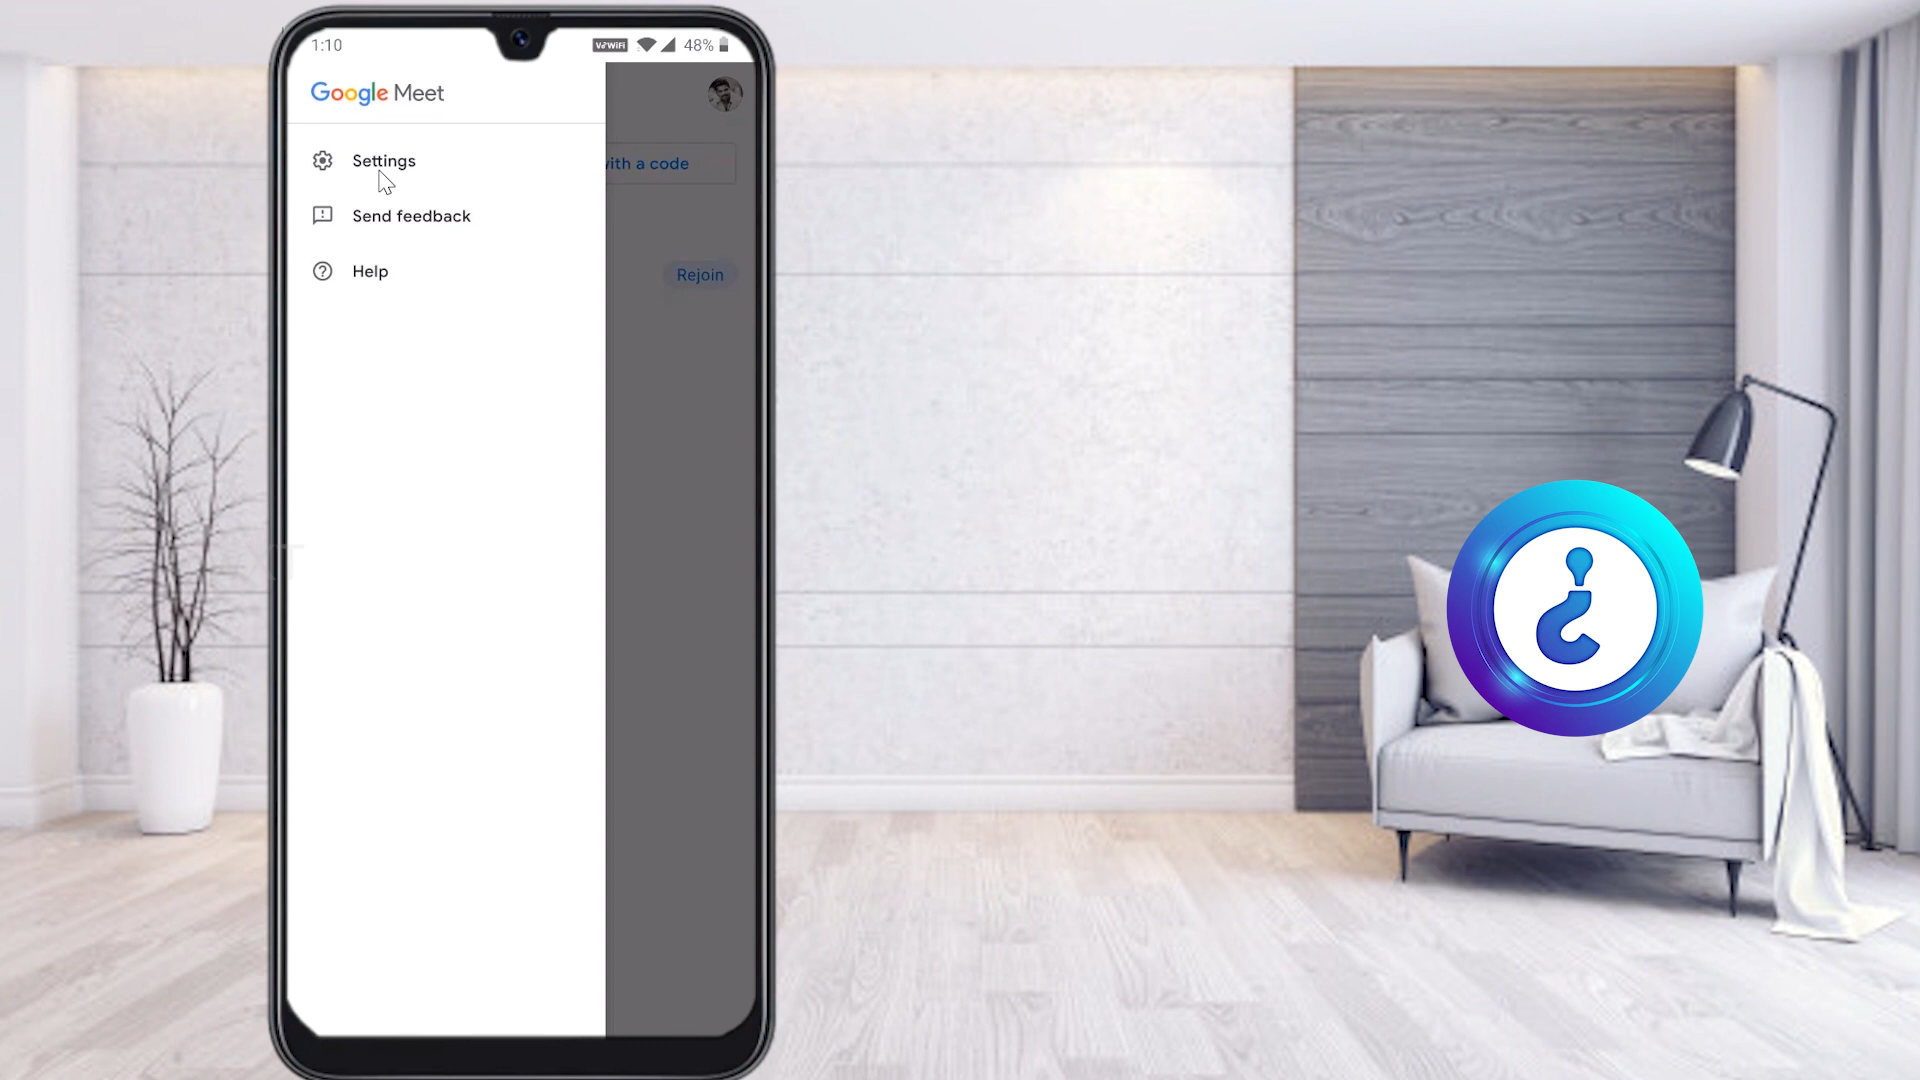 1:10
VoWiFi 48%
Google Meet
Settings
with a code
Send feedback
Help
Rejoin